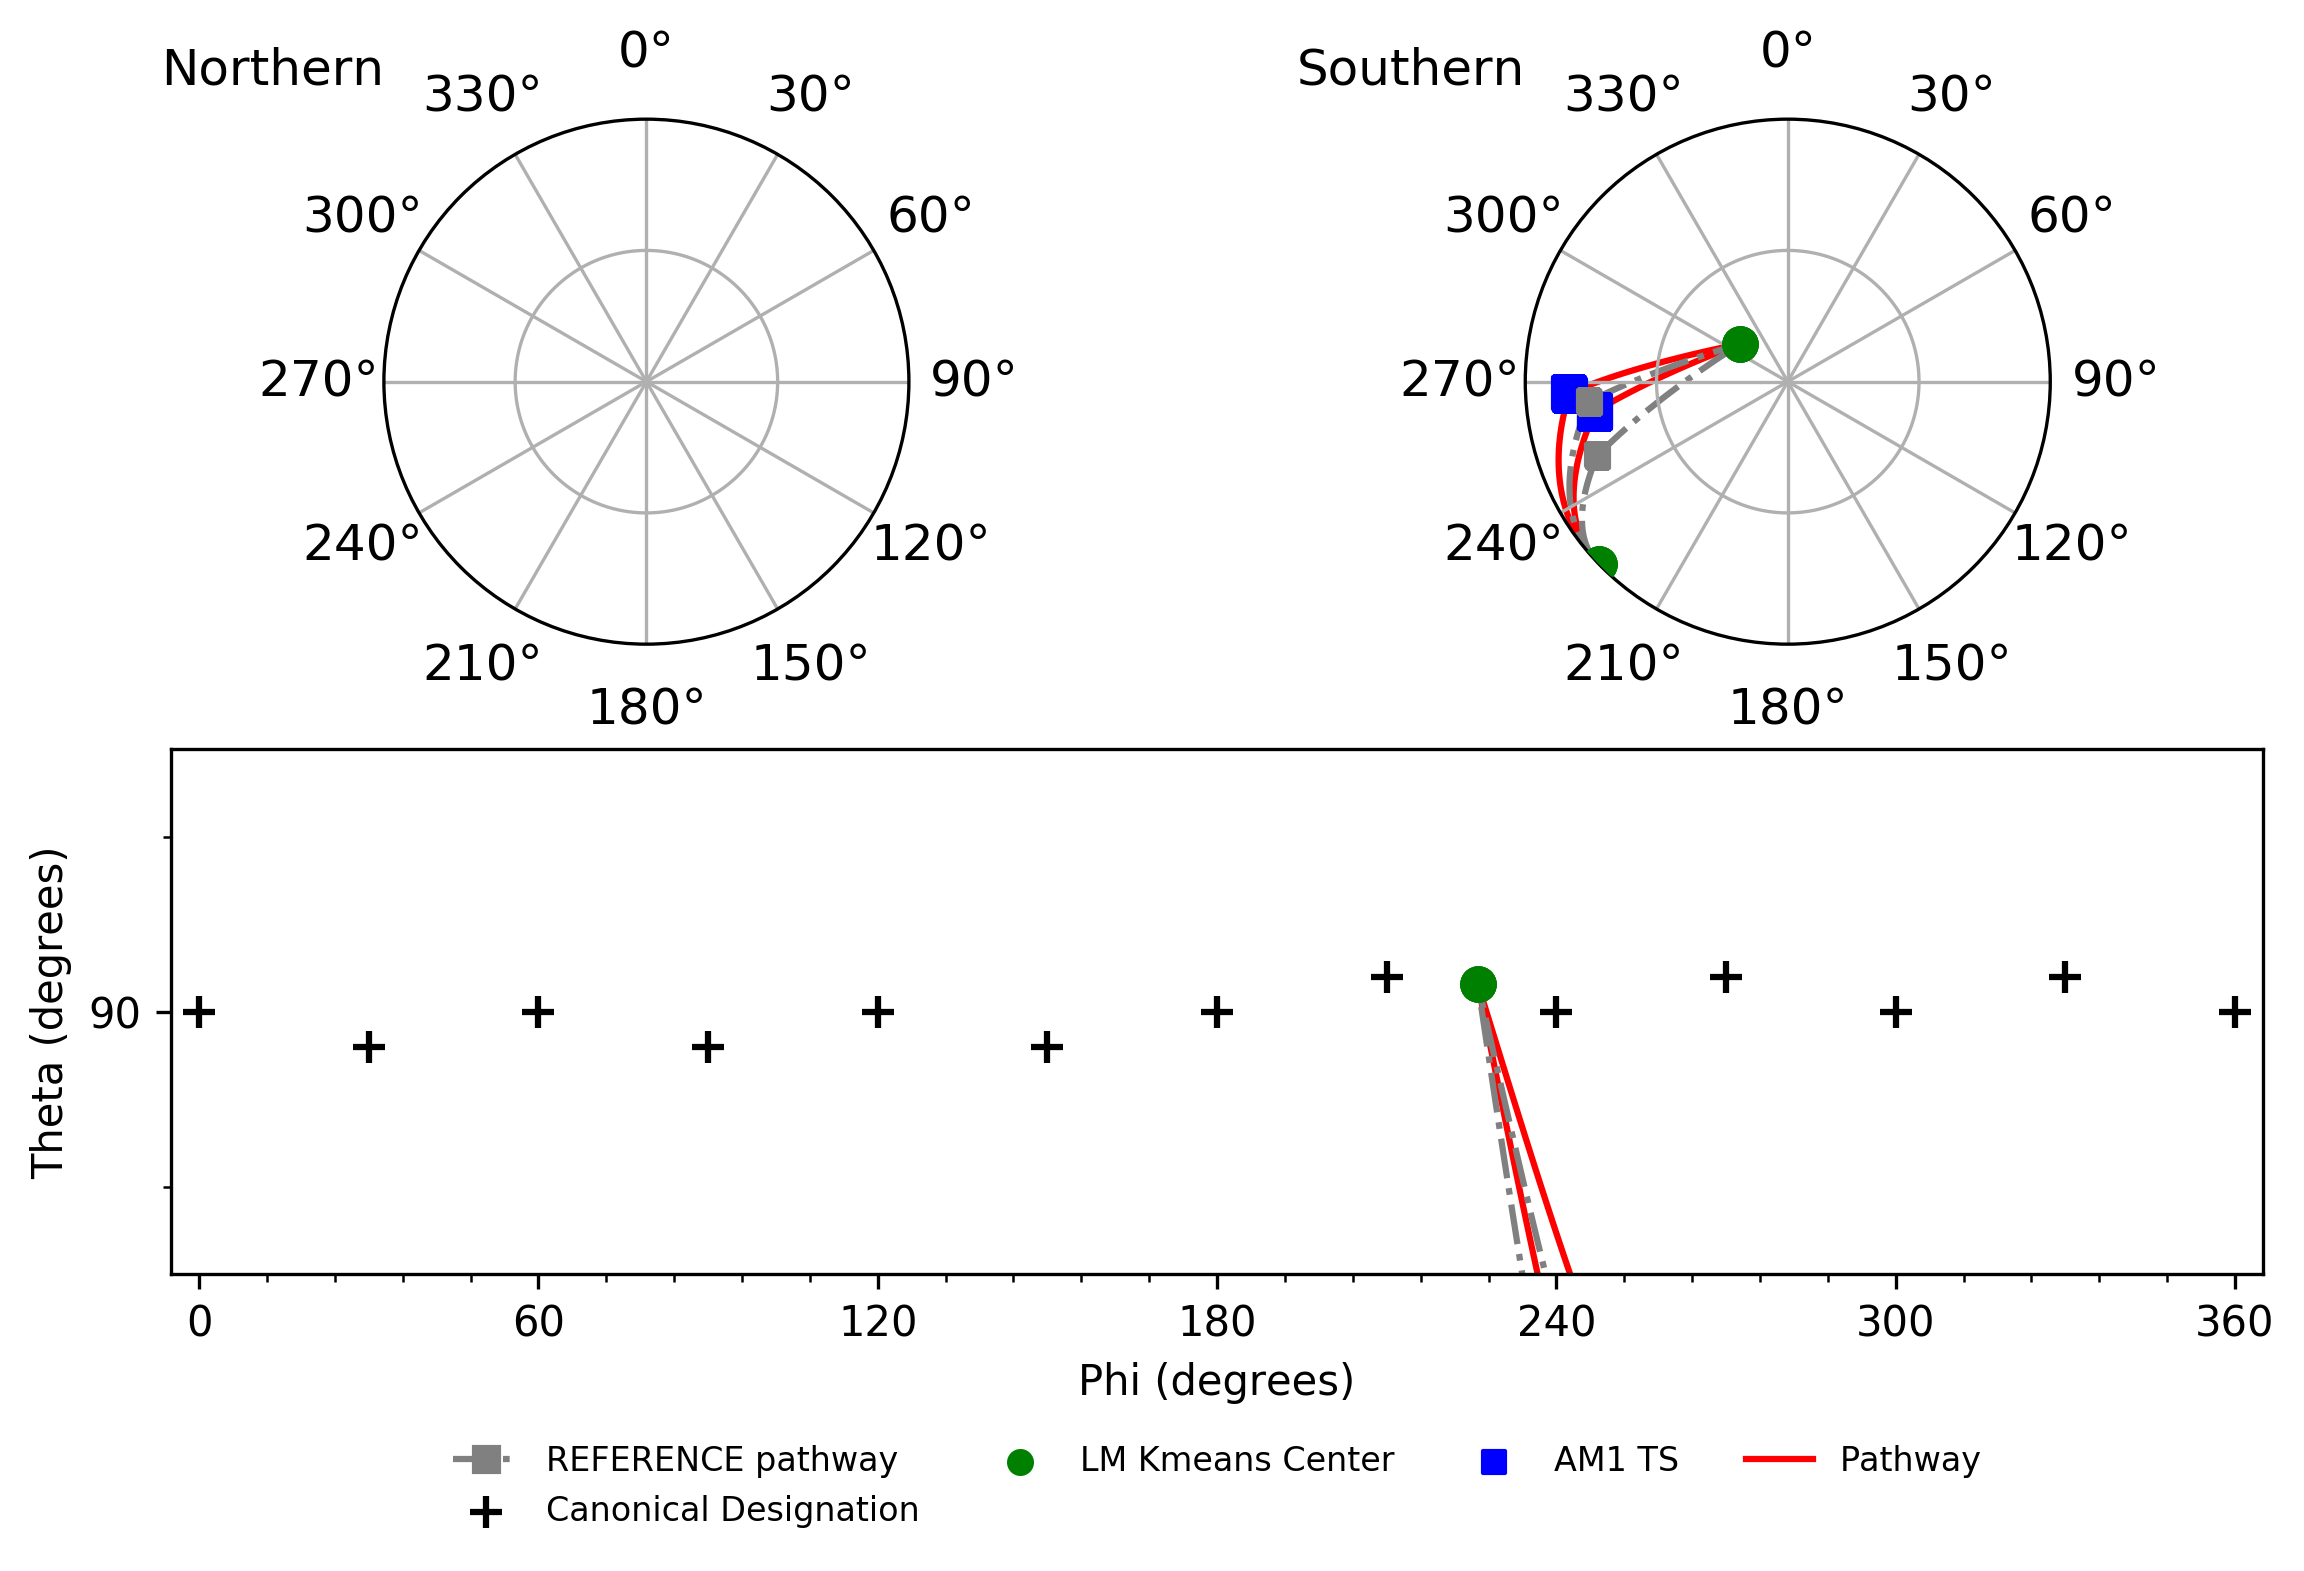 Northern
0°
330°
30°
300°
60°
270°
90°
240°
120°
210°
150°
180°
Southern
0°
330°
30°
300°
60°
270°
90°
240°
120°
210°
150°
180°
Theta (degrees)
90
0 60 120 180 240 300 360
Phi (degrees)
REFERENCE pathway
Canonical Designation
LM Kmeans Center
AM1 TS
Pathway